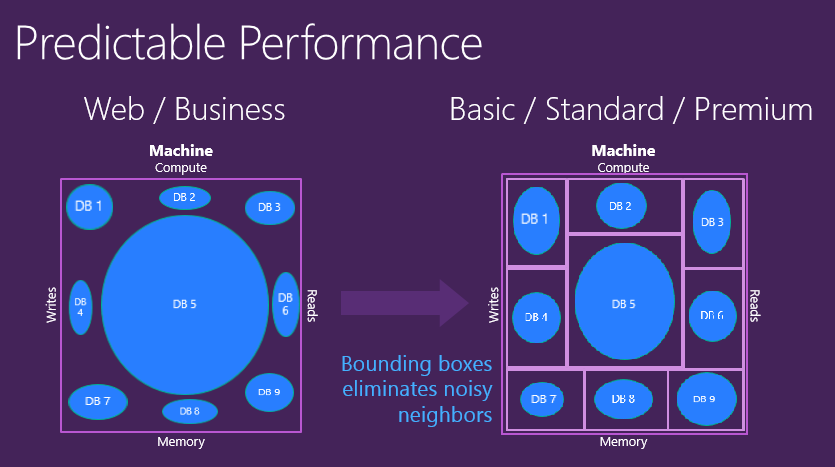 Predictable Performance
Web / Business
Machine
Compute
DB 1
DB 2
DB 3
Writes
DB
4
DB 5
DB
6
Reads
DB 7
DB 8
DB 9
Memory
Bounding boxes
eliminates noisy
neighbors
Basic / Standard / Premium
Machine
Compute
DB 1
DB 2
DB 3
Writes
DB 4
DB 5
DB 6
Reads
DB 7
DB 8
DB 9
Memory